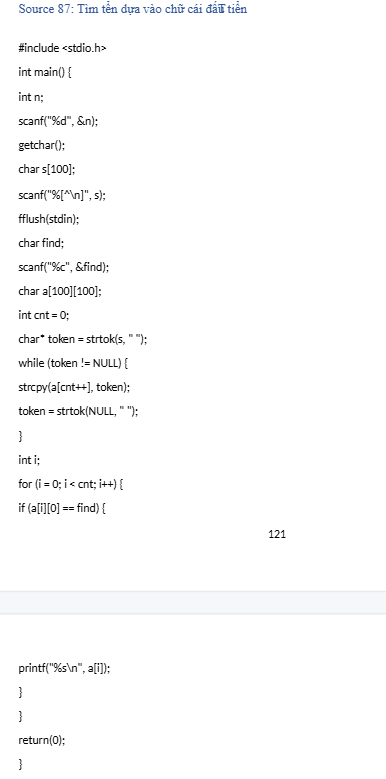 Source 87: Tìm tên dựa vào chữ cái đầu tiên
#include <stdio.h>
int main() {
int n;
scanf("%d", &n);
getchar();
char s[100];
scanf("%[^\n]", s);
fflush(stdin);
char find;
scanf("%c", &find);
char a[100][100];
int cnt = 0;
char* token = strtok(s, " ");
while (token != NULL) {
strcpy(a[cnt++], token);
token = strtok(NULL, " ");
}
int i;
for (i = 0; i < cnt; i++) {
if (a[i][0] == find) {
121
printf("%s\n", a[i]);
}
}
return(0);
}